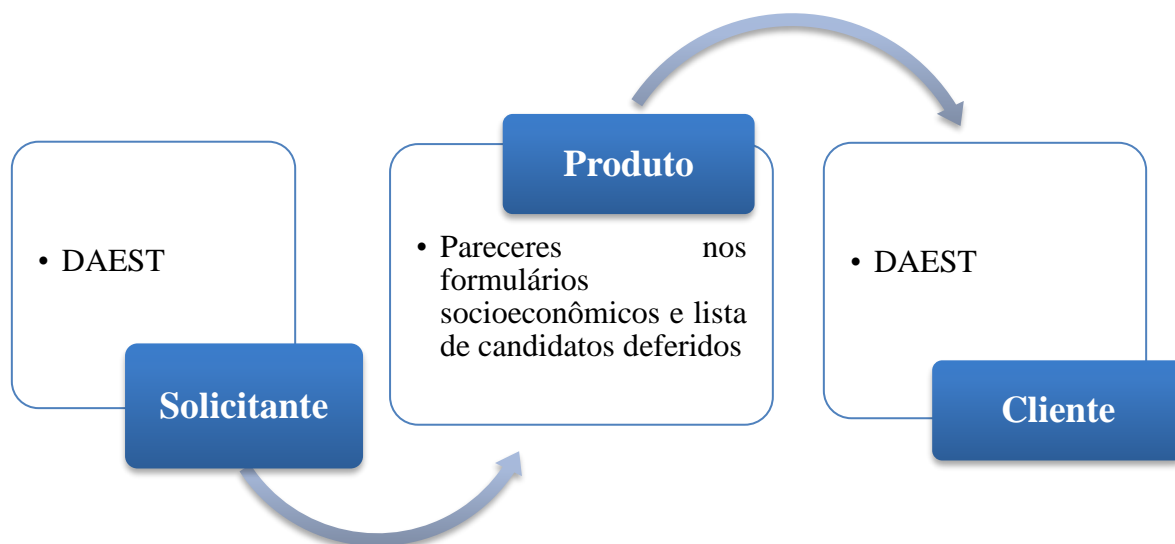 • DAEST
Solicitante
Produto
• Pareceres nos
formulários
socioeconômicos e lista
de candidatos deferidos
• DAEST
Cliente